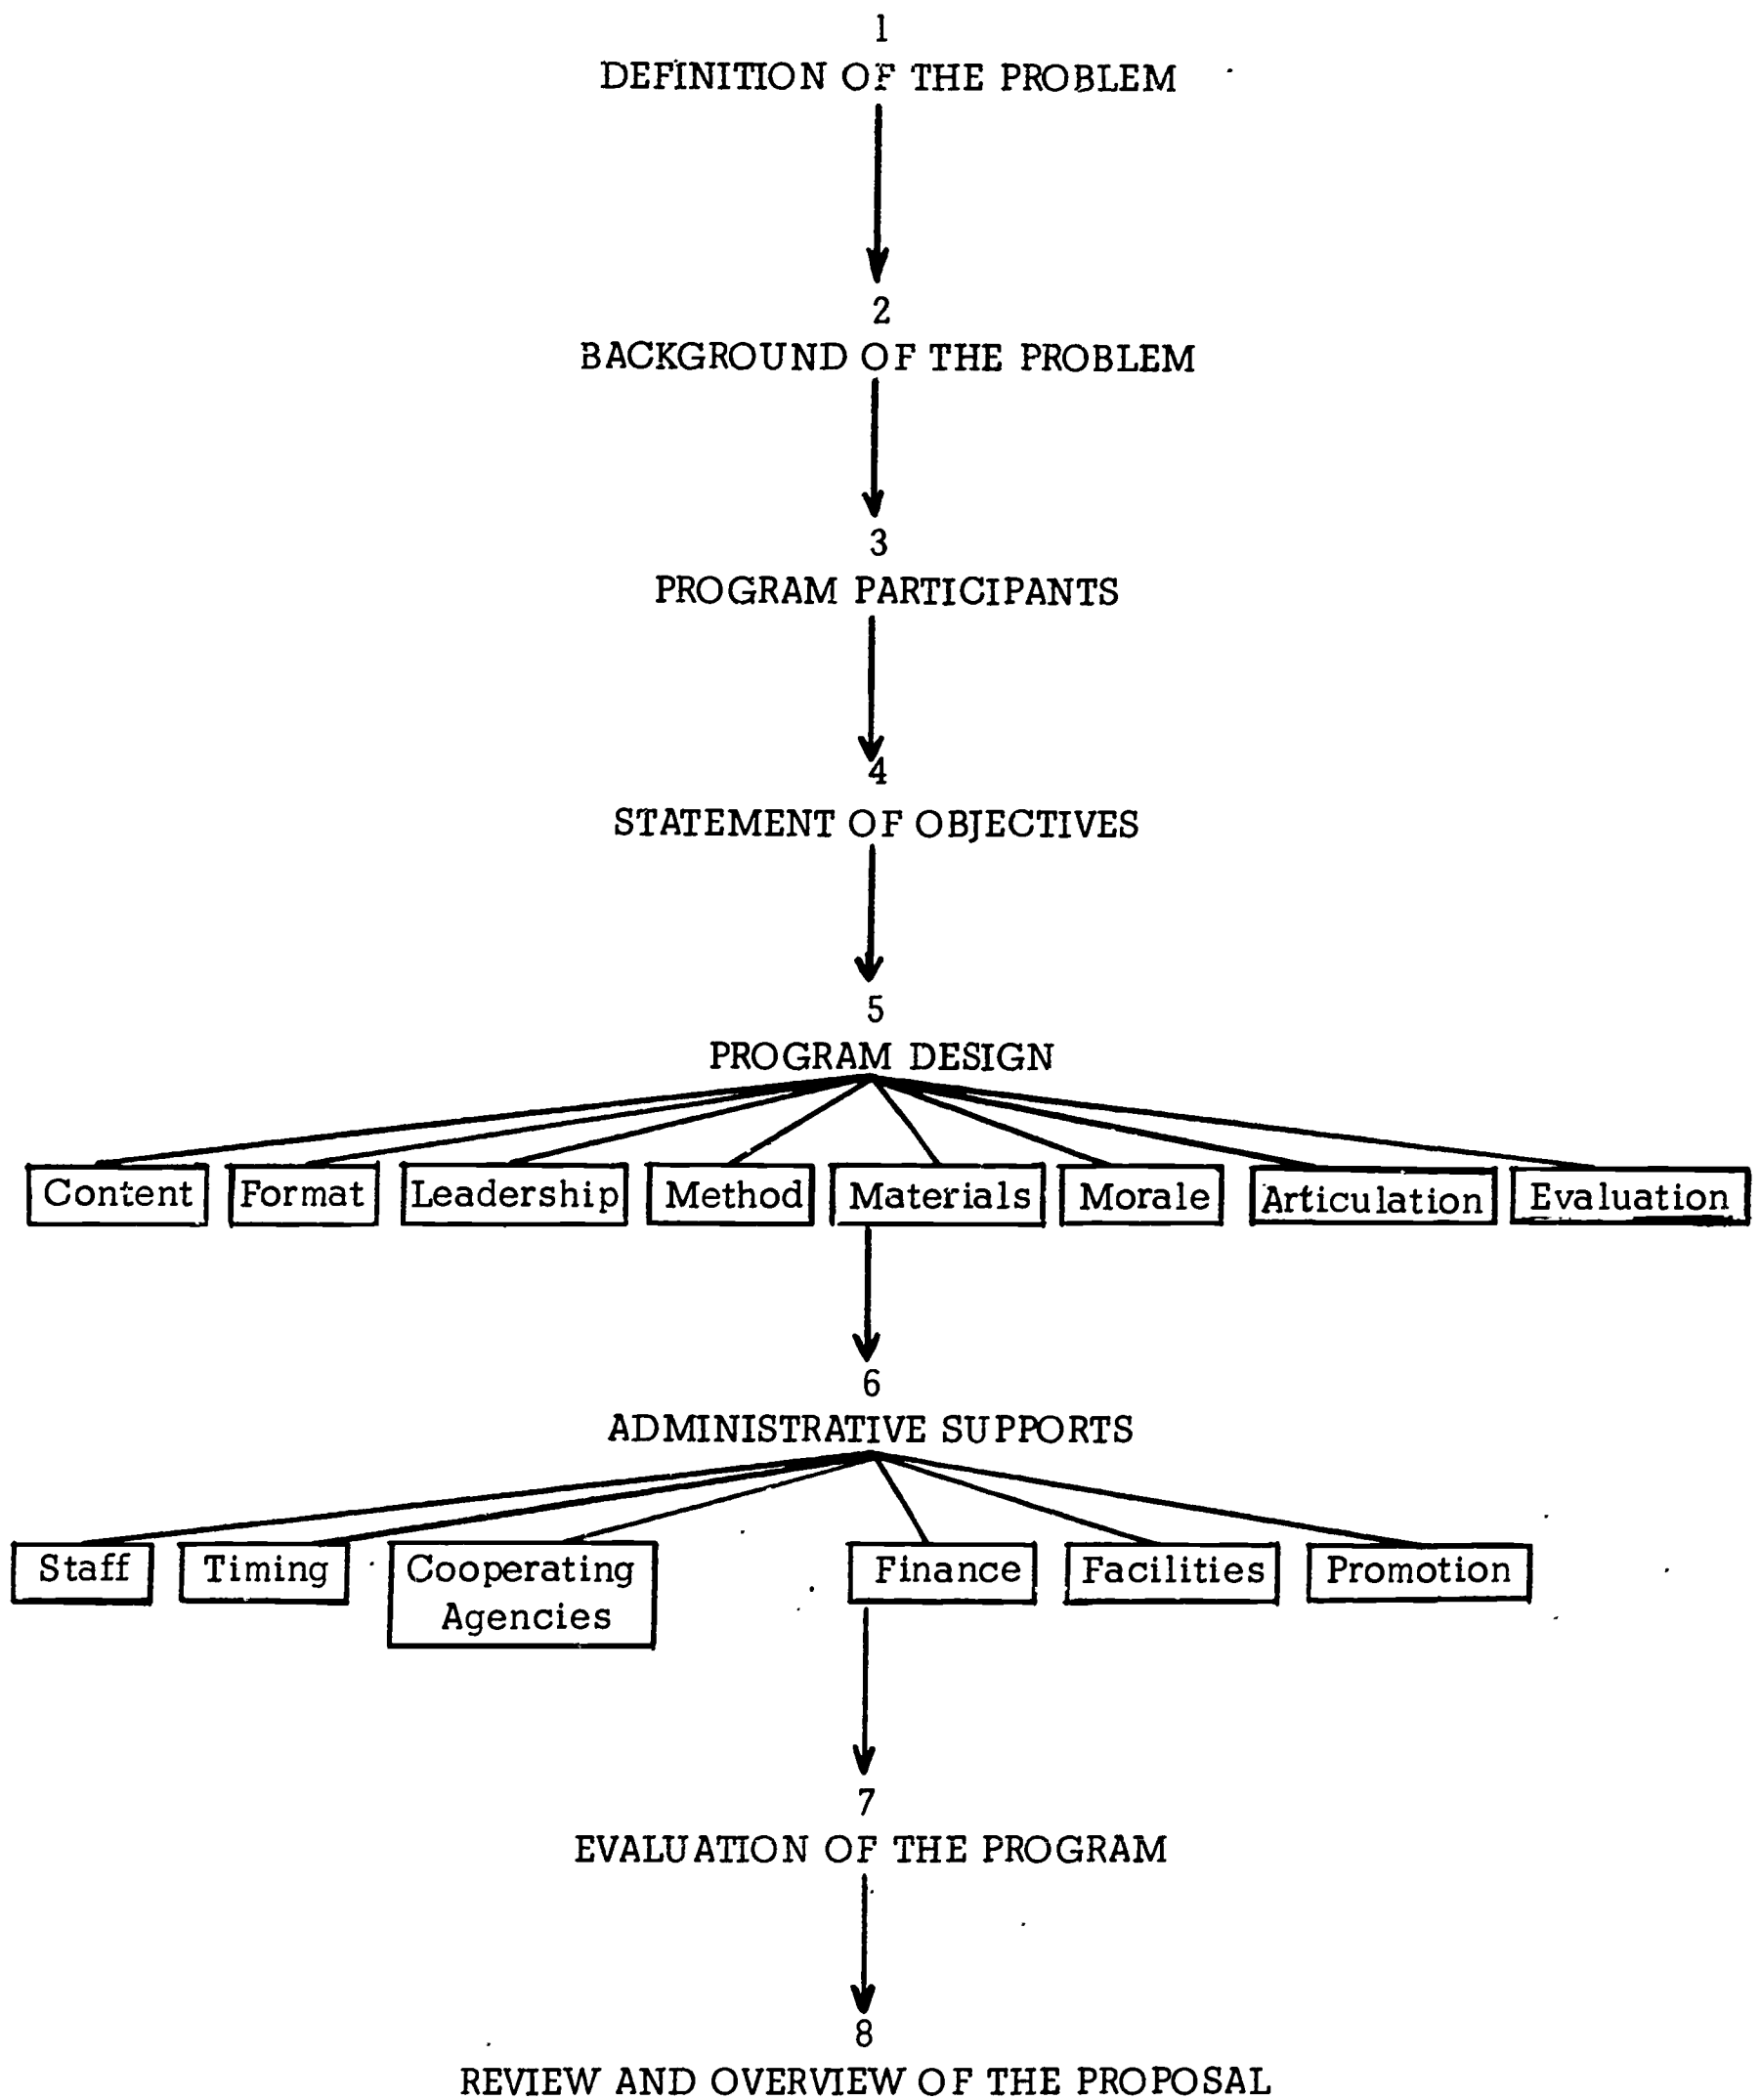 1
DEFINITION OF THE PROBLEM
2
BACKGROUND OF THE PROBLEM
3
PROGRAM PARTICIPANTS
4
STATEMENT OF OBJECTIVES
5
PROGRAM DESIGN
Content Format Leadership Method Materials Morale Articulation Evaluation
6
ADMINISTRATIVE SUPPORTS
Staff Timing Cooperating Finance Facilities Promotion
Agencies
7
EVALUATION OF THE PROGRAM
8
REVIEW AND OVERVIEW OF THE PROPOSAL